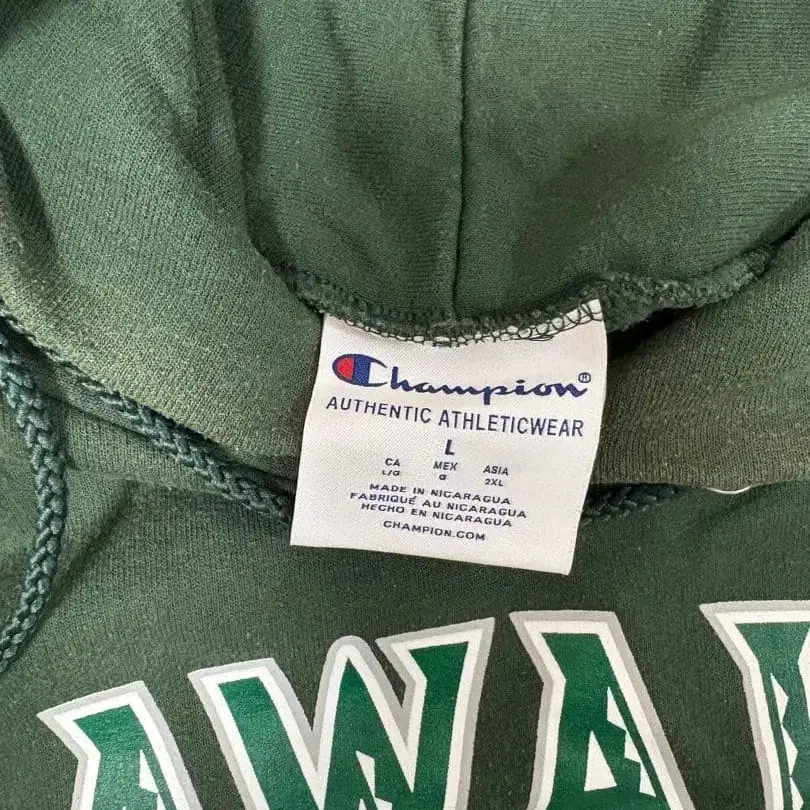 Champion®
AUTHENTIC ATHLETICWEAR
L
CA MEX ASIA
L/G G 2XL
MADE IN NICARAGUA
FABRIQUÉ AU NICARAGUA
HECHO EN NICARAGUA
CHAMPION.COM
AWA